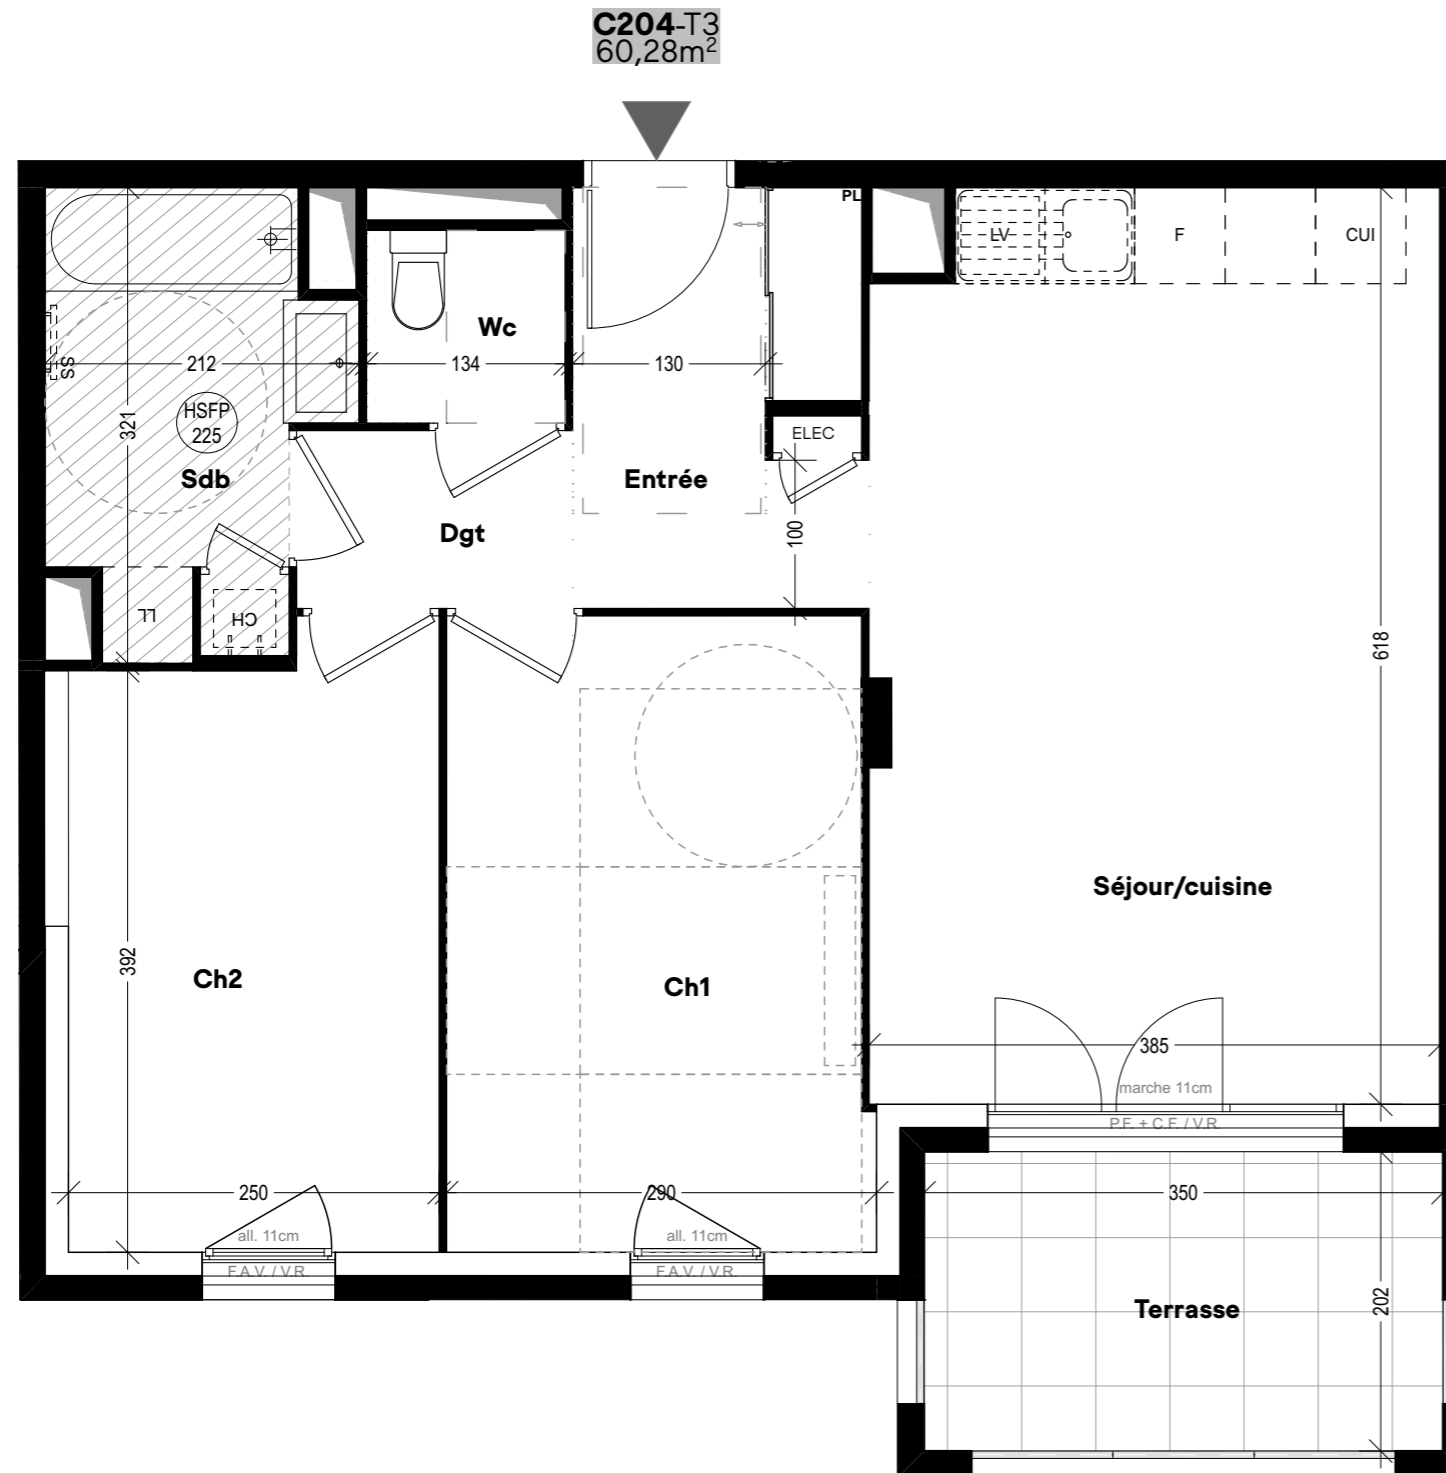 C204-T3
60,28m²
PL
LV
F
CUI
Wc
SS
212
134
130
HSFP
225
321
ELEC
Sdb
Entrée
Dgt
100
LL
CH
618
Séjour/cuisine
392
Ch2
Ch1
385
marche 11cm
P.F. + C.F. / V.R.
250
290
350
all. 11cm
all. 11cm
F.A.V. / V.R.
F.A.V. / V.R.
Terrasse
202